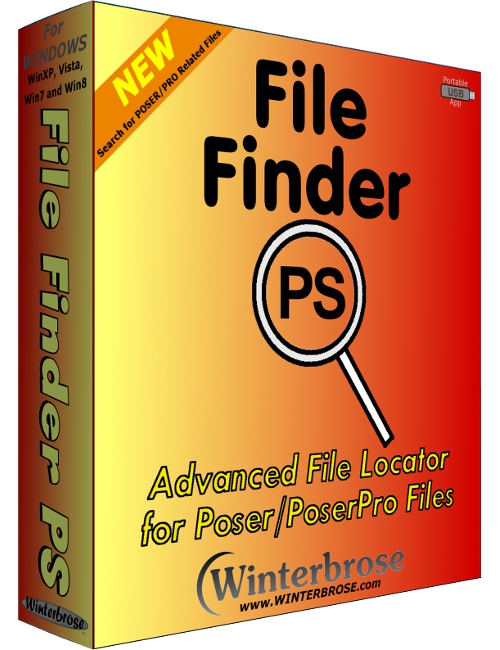 For
WINDOWS
WinXP, Vista,
Win7 and Win8
File Finder PS
Winterbrose
NEW
Search for POSER/PRO Related Files
Portable
USB
App
File
Finder
PS
Advanced File Locator
for Poser/PoserPro Files
Winterbrose
www.WINTERBROSE.com